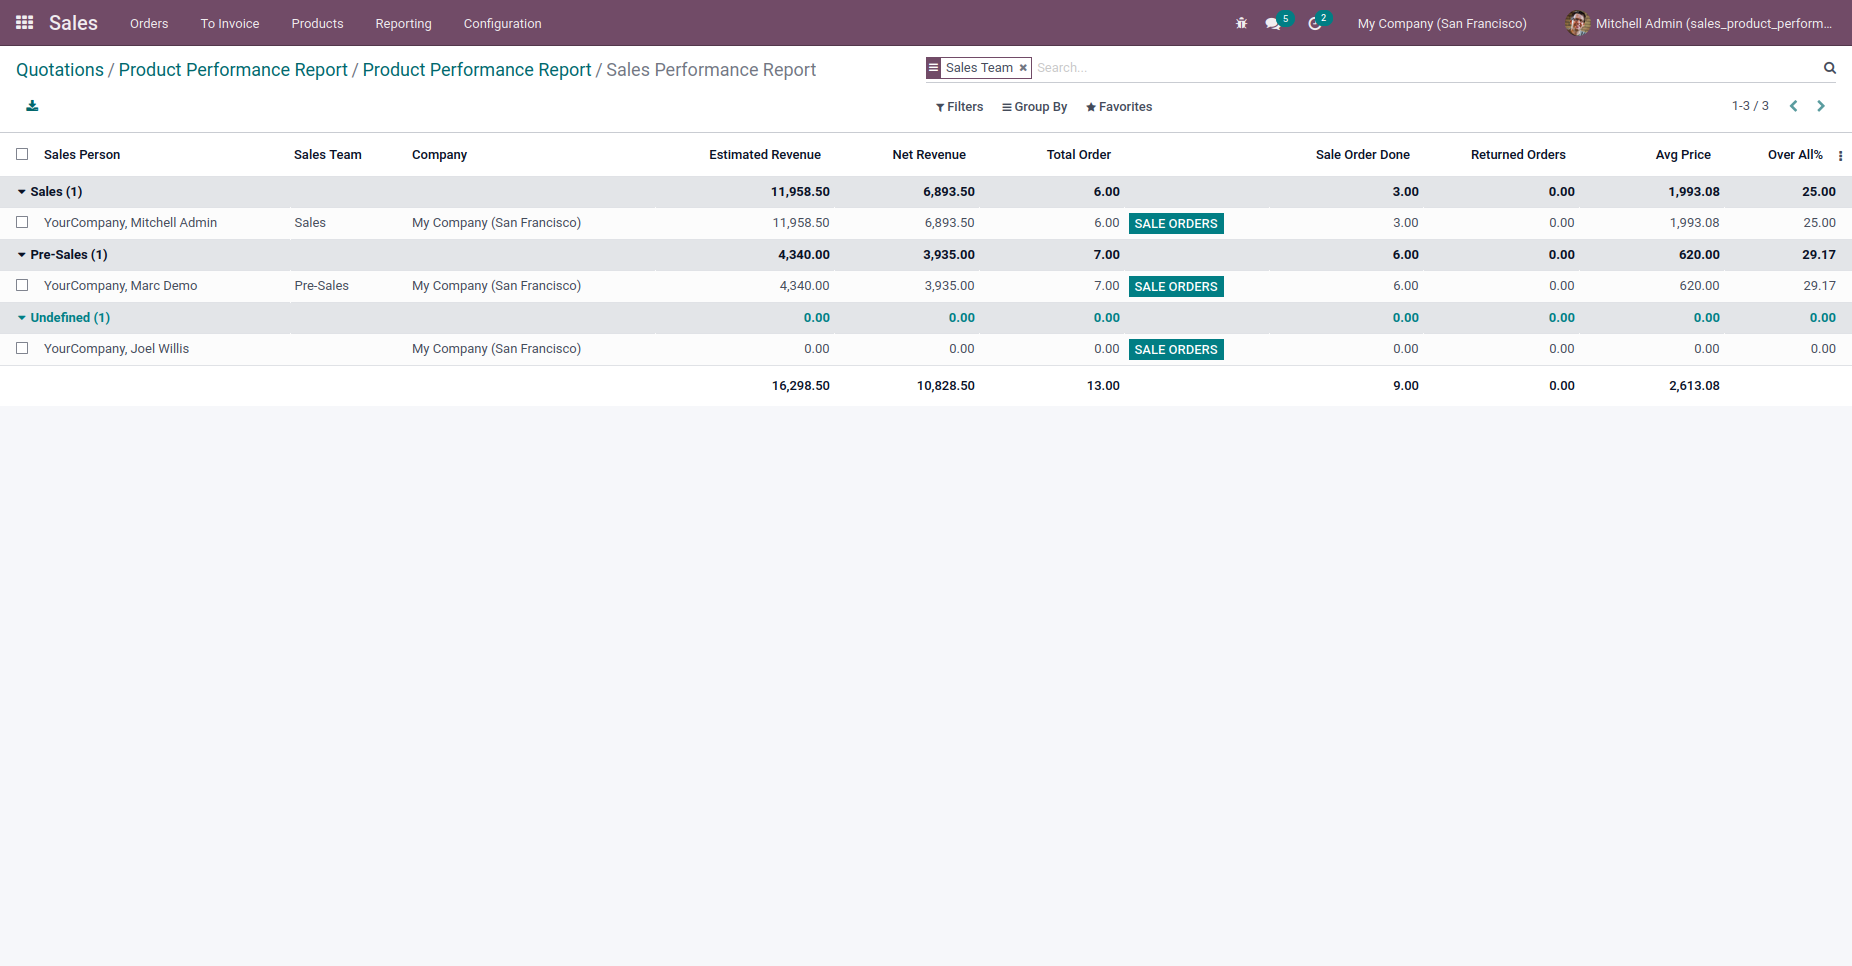 Sales Orders To Invoice Products Reporting Configuration 5 2 My Company (San Francisco) Mitchell Admin (sales_product_perform...
Quotations / Product Performance Report / Product Performance Report / Sales Performance Report
Sales Team × Search...
Filters Group By Favorites 1-3 / 3
Sales Person Sales Team Company Estimated Revenue Net Revenue Total Order Sale Order Done Returned Orders Avg Price Over All%
Sales (1) 11,958.50 6,893.50 6.00 3.00 0.00 1,993.08 25.00
YourCompany, Mitchell Admin Sales My Company (San Francisco) 11,958.50 6,893.50 6.00 SALE ORDERS 3.00 0.00 1,993.08 25.00
Pre-Sales (1) 4,340.00 3,935.00 7.00 6.00 0.00 620.00 29.17
YourCompany, Marc Demo Pre-Sales My Company (San Francisco) 4,340.00 3,935.00 7.00 SALE ORDERS 6.00 0.00 620.00 29.17
Undefined (1) 0.00 0.00 0.00 0.00 0.00 0.00 0.00
YourCompany, Joel Willis My Company (San Francisco) 0.00 0.00 0.00 SALE ORDERS 0.00 0.00 0.00 0.00
16,298.50 10,828.50 13.00 9.00 0.00 2,613.08